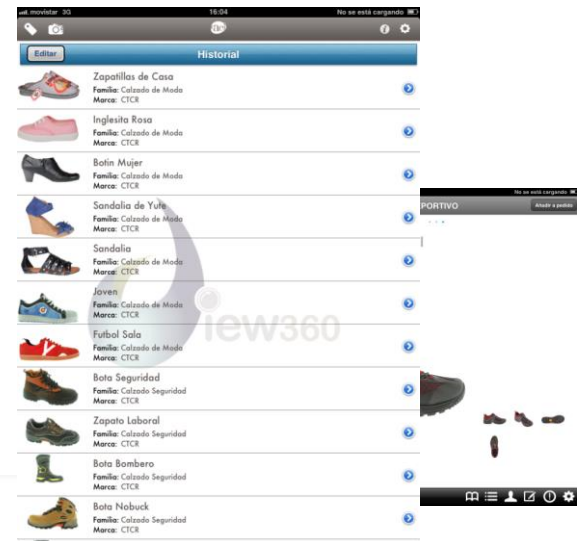 movistar 3G 16:04 No se está cargando
ar
Editar Historial
Zapatillas de Casa
Familia: Calzado de Moda
Marca: CTCR
Inglesita Rosa
Familia: Calzado de Moda
Marca: CTCR
Botin Mujer
Familia: Calzado de Moda
Marca: CTCR
Sandalia de Yute
Familia: Calzado de Moda
Marca: CTCR
Sandalia
Familia: Calzado de Moda
Marca: CTCR
Joven
Familia: Calzado de Moda
Marca: CTCR
Futbol Sala
Familia: Calzado de Moda
Marca: CTCR
iew360
Bota Seguridad
Familia: Calzado Seguridad
Marca: CTCR
Zapato Laboral
Familia: Calzado Seguridad
Marca: CTCR
Bota Bombero
Familia: Calzado Seguridad
Marca: CTCR
Bota Nobuck
Familia: Calzado Seguridad
Marca: CTCR
No se está cargando
PORTIVO Añadir a pedido